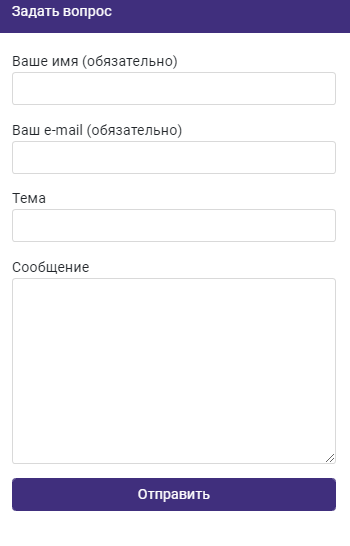 Задать вопрос
Ваше имя (обязательно)
Ваш e-mail (обязательно)
Тема
Сообщение
Отправить